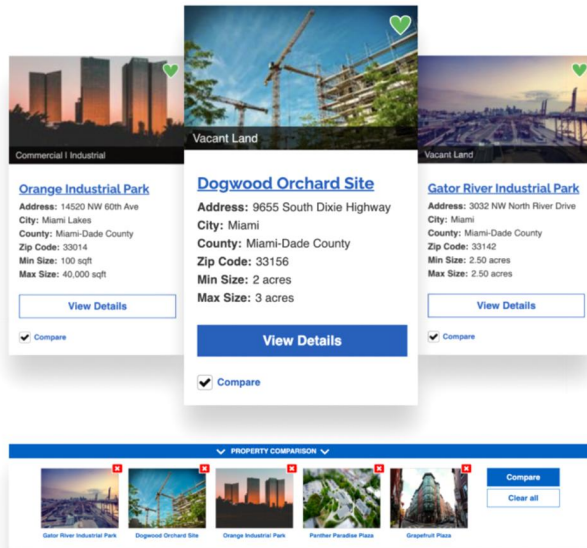 Commercial | Industrial
Orange Industrial Park
Address: 14520 NW 60th Ave
City: Miami Lakes
County: Miami-Dade County
Zip Code: 33014
Min Size: 100 sqft
Max Size: 40,000 sqft
View Details
Compare
Vacant Land
Dogwood Orchard Site
Address: 9655 South Dixie Highway
City: Miami
County: Miami-Dade County
Zip Code: 33156
Min Size: 2 acres
Max Size: 3 acres
View Details
Compare
Vacant Land
Gator River Industrial Park
Address: 3032 NW North River Drive
City: Miami
County: Miami-Dade County
Zip Code: 33142
Min Size: 2.50 acres
Max Size: 2.50 acres
View Details
Compare
PROPERTY COMPARISON
Gator River Industrial Park
Dogwood Orchard Site
Orange Industrial Park
Panther Paradise Plaza
Grapefruit Plaza
Compare
Clear all